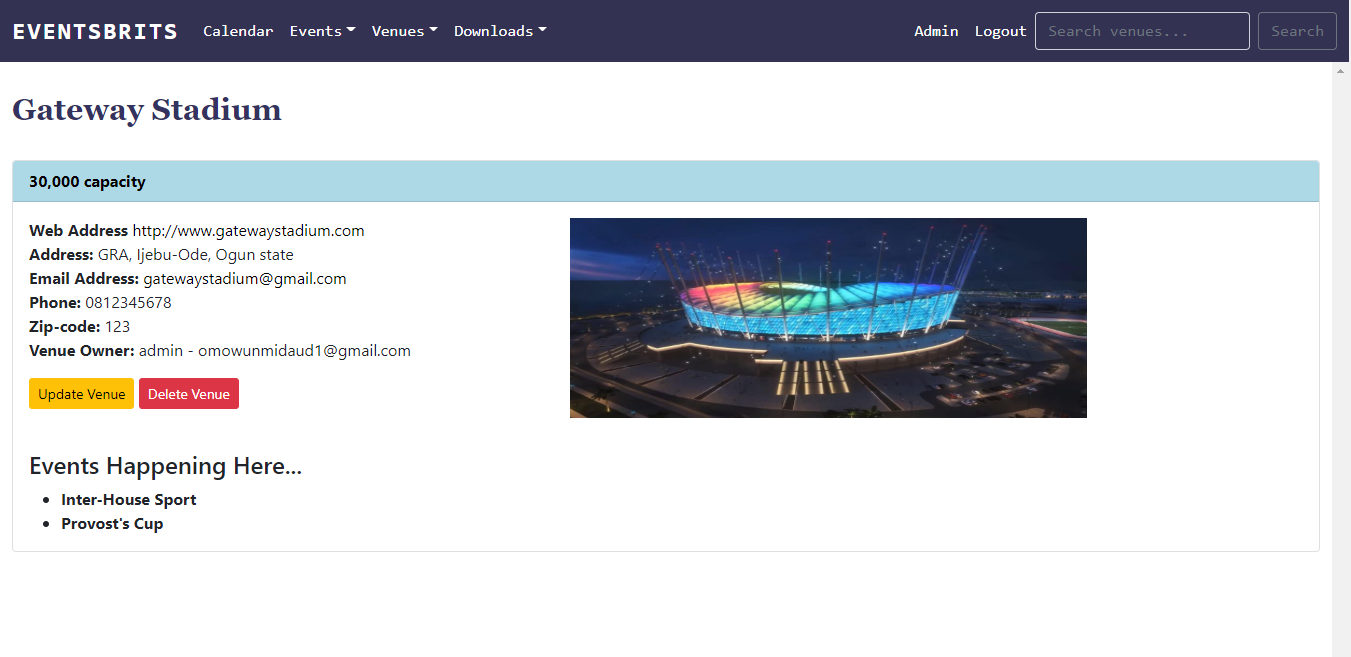 EVENTSBRITS Calendar Events Venues Downloads Admin Logout Search venues... Search
Gateway Stadium
30,000 capacity
Web Address http://www.gatewaystadium.com
Address: GRA, Ijebu-Ode, Ogun state
Email Address: gatewaystadium@gmail.com
Phone: 0812345678
Zip-code: 123
Venue Owner: admin - omowunmidaud1@gmail.com
Update Venue Delete Venue
Events Happening Here...
Inter-House Sport
Provost's Cup